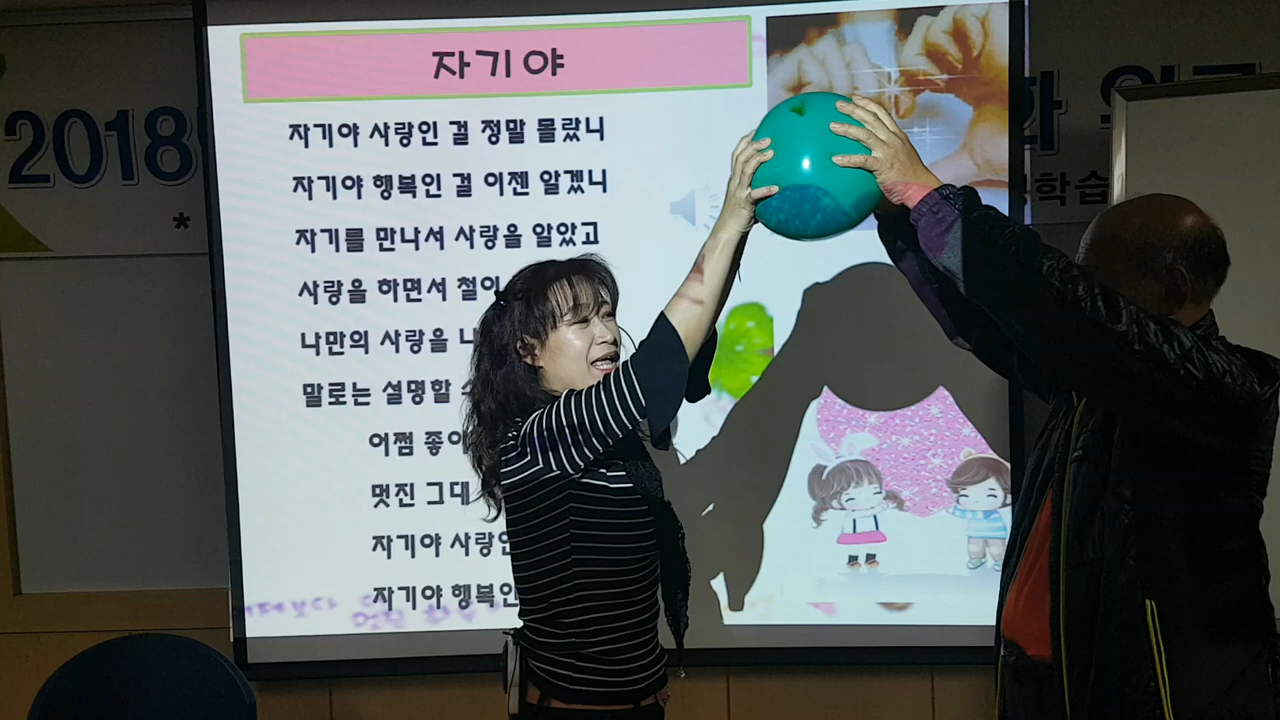 자기야
자기야 사랑인 걸 정말 몰랐니
자기야 행복인 걸 이젠 알겠니
자기를 만나서 사랑을 알았고
사랑을 하면서 철이
나만의 사랑을
말로는 설명할
어쩜 좋아
멋진 그대
자기야 사랑인
자기야 행복인
2018
*
학습